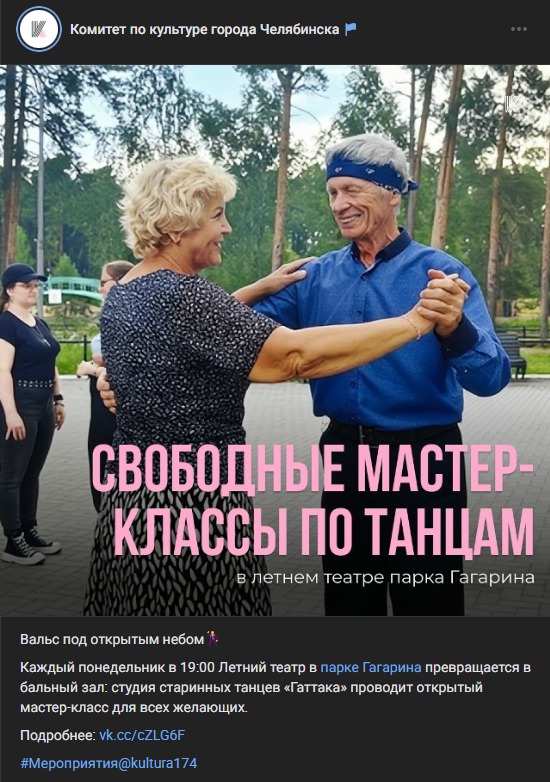 Комитет по культуре города Челябинска
СВОБОДНЫЕ МАСТЕР-
КЛАССЫ ПО ТАНЦАМ
в летнем театре парка Гагарина
Вальс под открытым небом
Каждый понедельник в 19:00 Летний театр в парке Гагарина превращается в
бальный зал: студия старинных танцев «Гаттака» проводит открытый
мастер-класс для всех желающих.
Подробнее: vk.cc/cZLG6F
#Мероприятия@kultura174